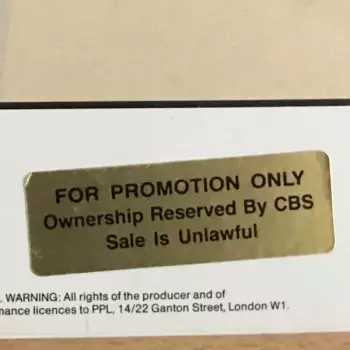 FOR PROMOTION ONLY
Ownership Reserved By CBS
Sale Is Unlawful
. WARNING: All rights of the producer and of
licences to PPL, 14/22 Ganton Street, London W1.